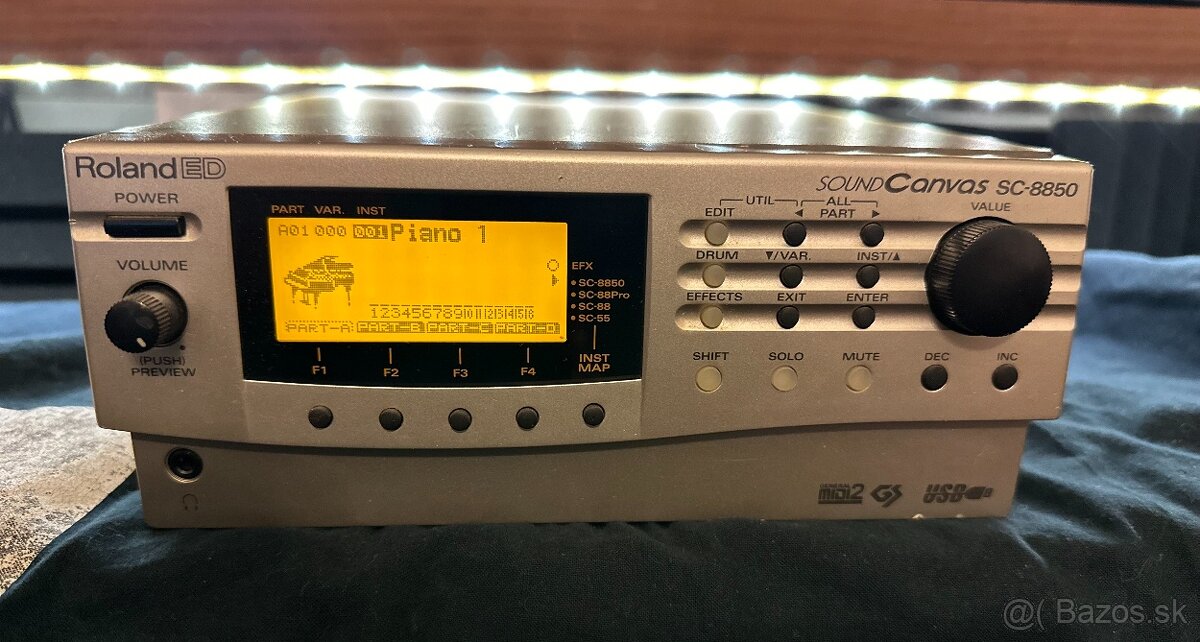 Roland ED
SOUND Canvas SC-8850
POWER
VOLUME
(PUSH)
PREVIEW
PART VAR. INST
A01 000 001 Piano 1
12345678910111213141516
PART-A PART-B PART-C PART-D
EFX
SC-8850
SC-88Pro
SC-88
SC-55
INST
MAP
F1 F2 F3 F4
UTIL ALL
EDIT PART
DRUM ▼/VAR. INST/▲
EFFECTS EXIT ENTER
VALUE
SHIFT SOLO MUTE DEC INC
GENERAL
MIDI2 GS USB
@( Bazos.sk